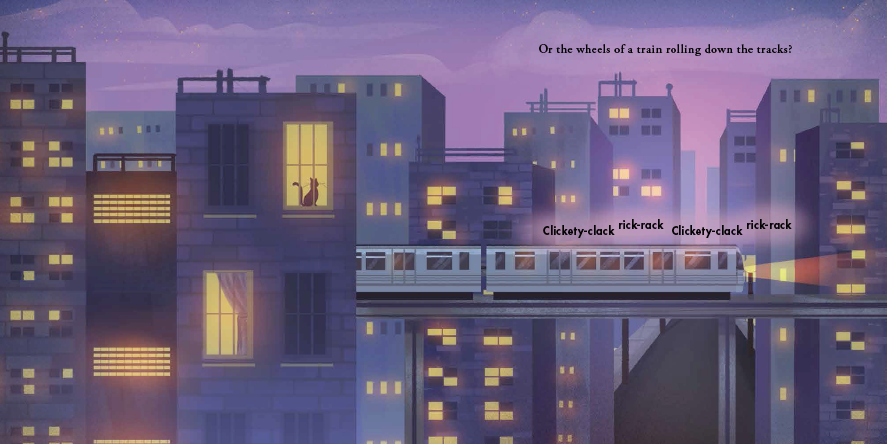 Or the wheels of a train rolling down the tracks?
Clickety-clack rick-rack Clickety-clack rick-rack